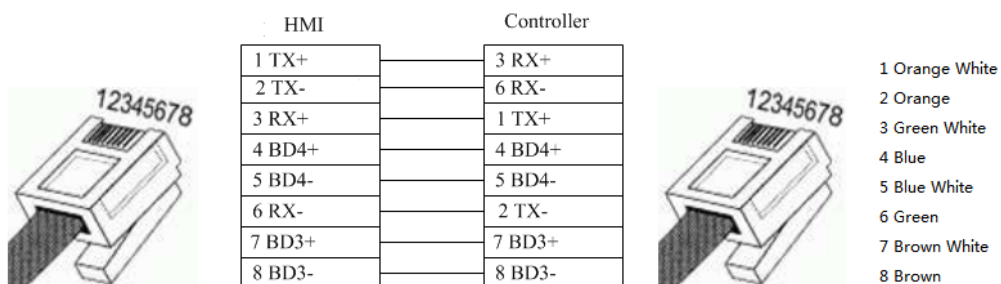 HMI
Controller
1 TX+
3 RX+
2 TX-
6 RX-
3 RX+
1 TX+
4 BD4+
4 BD4+
5 BD4-
5 BD4-
6 RX-
2 TX-
7 BD3+
7 BD3+
8 BD3-
8 BD3-
12345678
12345678
1 Orange White
2 Orange
3 Green White
4 Blue
5 Blue White
6 Green
7 Brown White
8 Brown